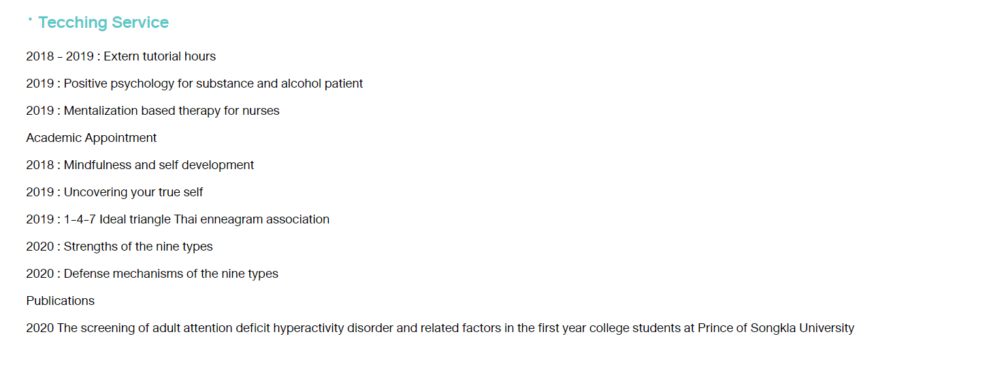 · Tecching Service
2018 – 2019 : Extern tutorial hours
2019 : Positive psychology for substance and alcohol patient
2019 : Mentalization based therapy for nurses
Academic Appointment
2018 : Mindfulness and self development
2019 : Uncovering your true self
2019 : 1–4–7 Ideal triangle Thai enneagram association
2020 : Strengths of the nine types
2020 : Defense mechanisms of the nine types
Publications
2020 The screening of adult attention deficit hyperactivity disorder and related factors in the first year college students at Prince of Songkla University